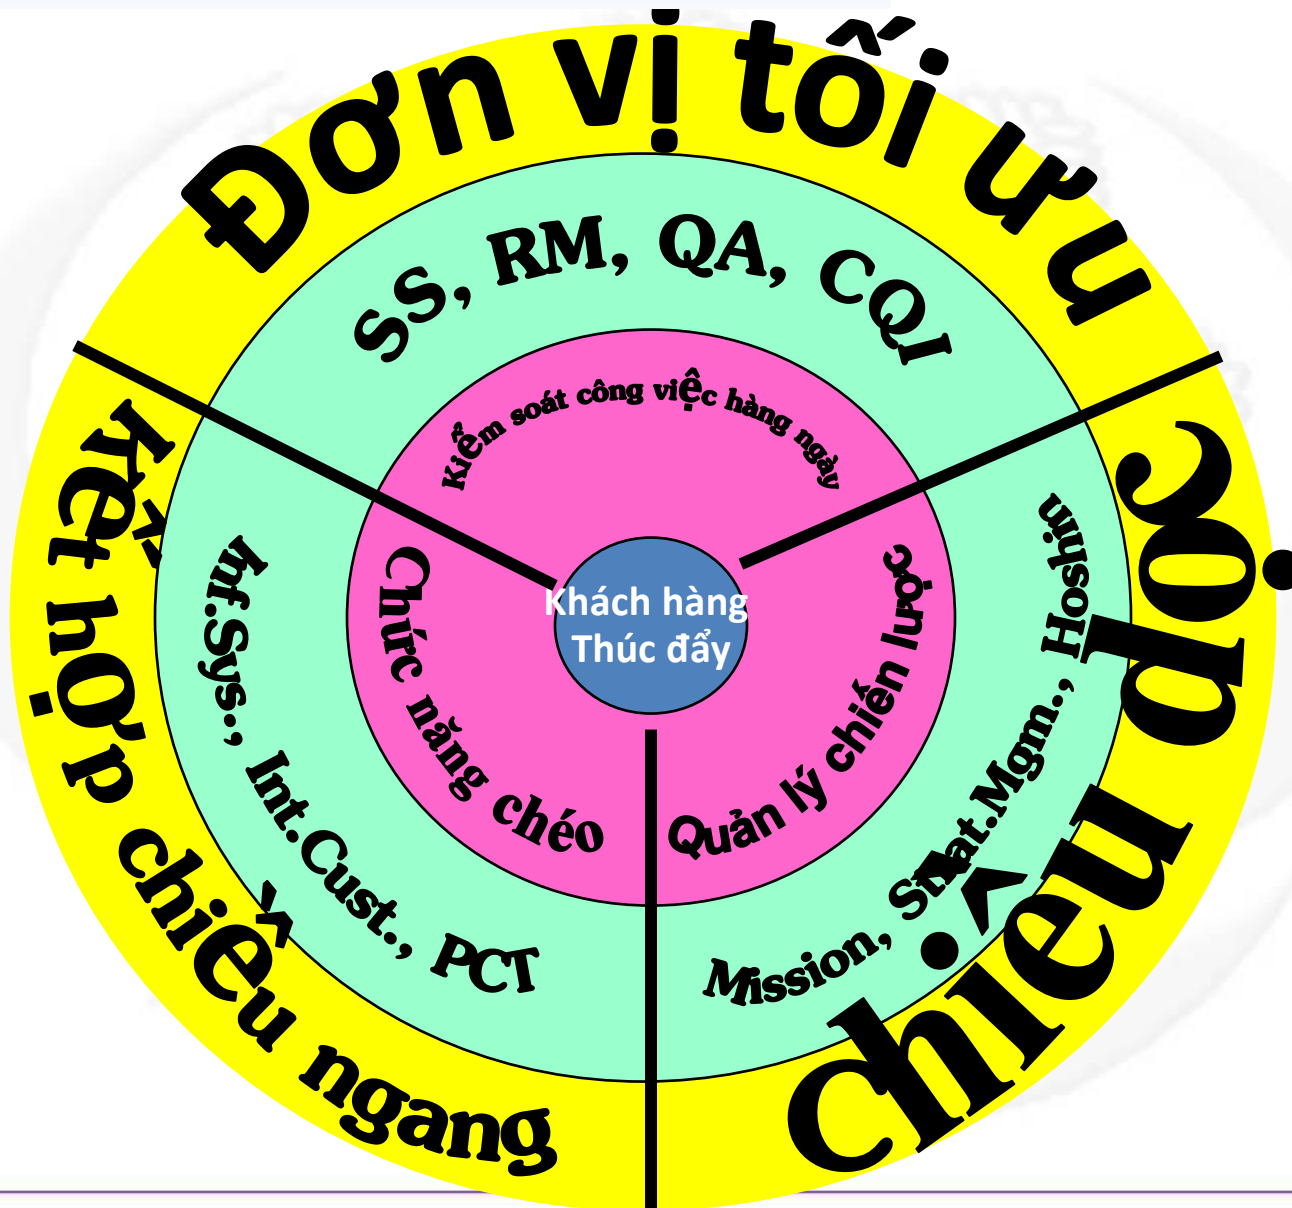 Đơn vị tối ưu
SS, RM, QA, CQI
Kiểm soát công việc hàng ngày
Khách hàng
Thúc đẩy
Kết hợp chiều ngang
Inf.Sys., Int.Cust., PCT
Chức năng chéo
Quản lý chiến lược
Mission, Strat.Mgm., Hoshin
Chiều dọc